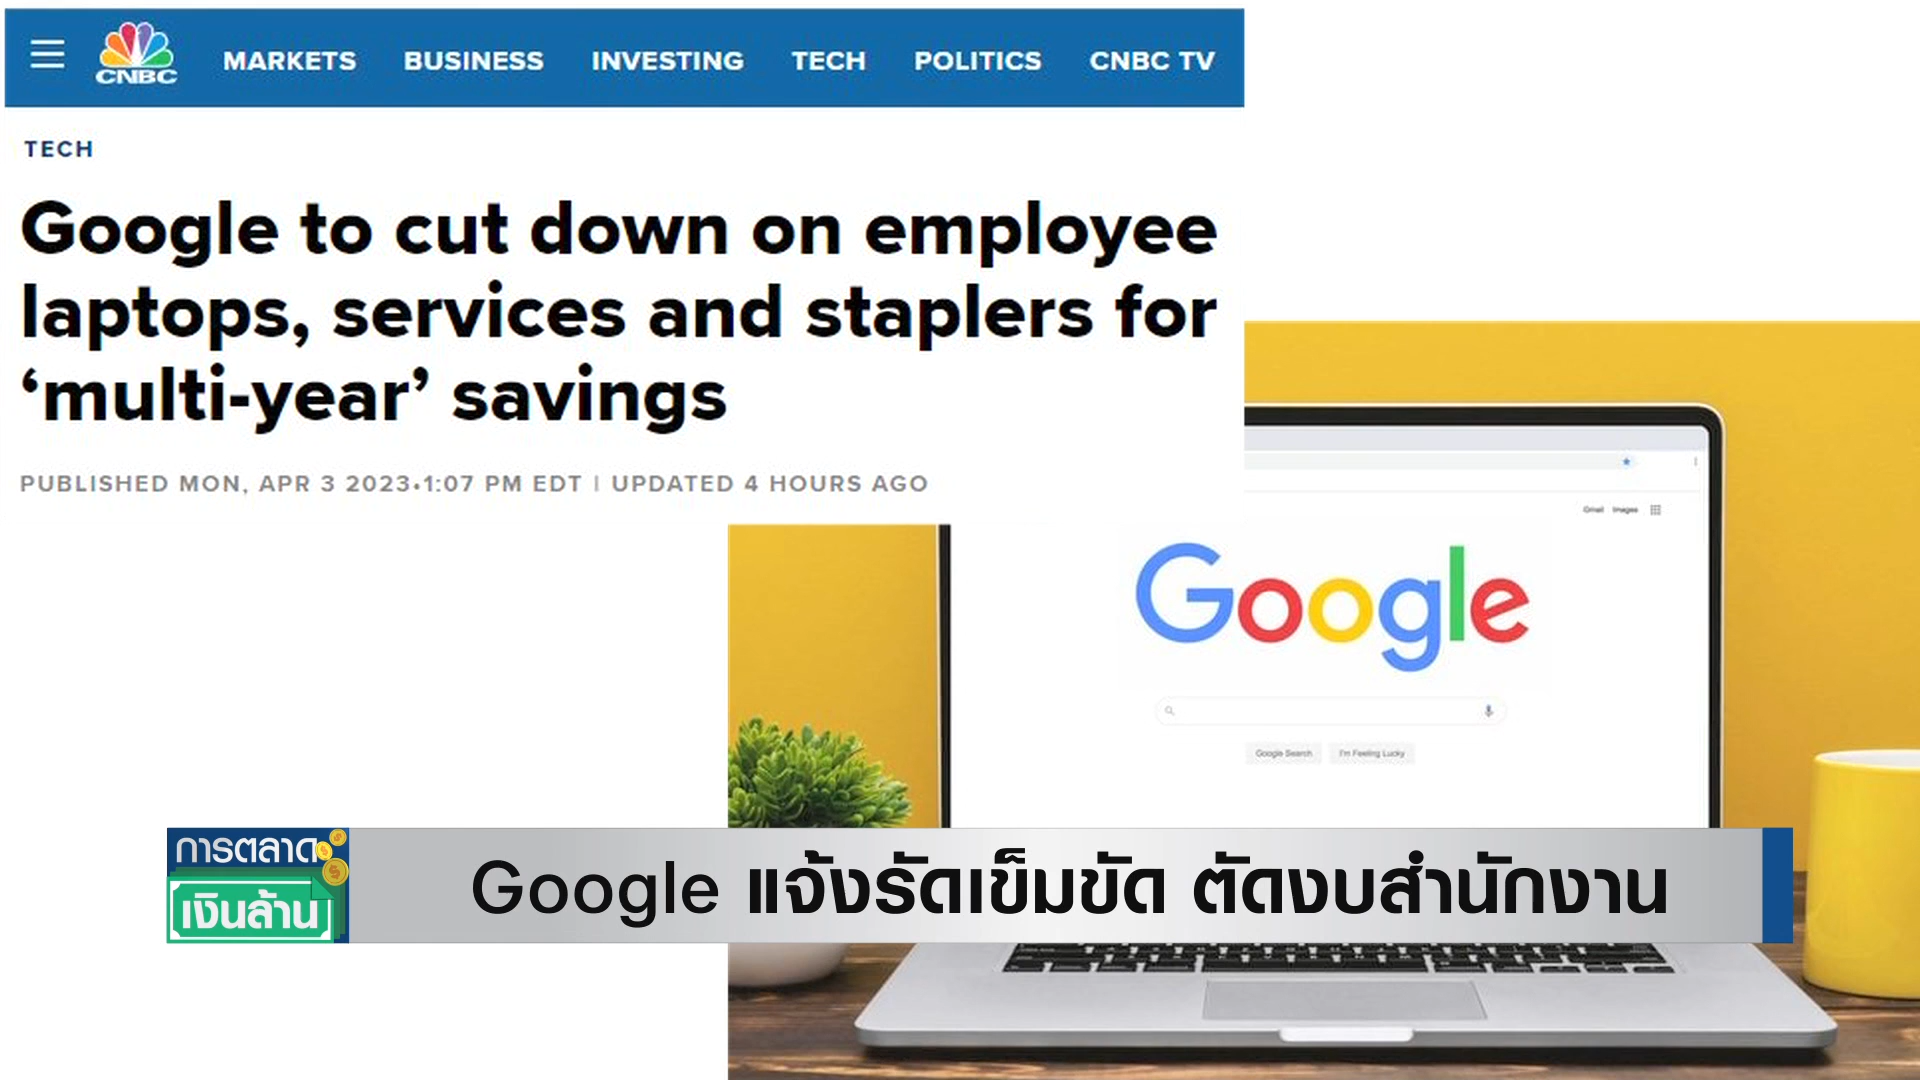 CNBC
MARKETS BUSINESS INVESTING TECH POLITICS CNBC TV
TECH
Google to cut down on employee
laptops, services and staplers for
‘multi-year’ savings
PUBLISHED MON, APR 3 2023•1:07 PM EDT | UPDATED 4 HOURS AGO
Gmail Images
Google
Google Search I'm Feeling Lucky
การตลาด
เงินล้าน
Google แจ้งรัดเข็มขัด ตัดงบสำนักงาน